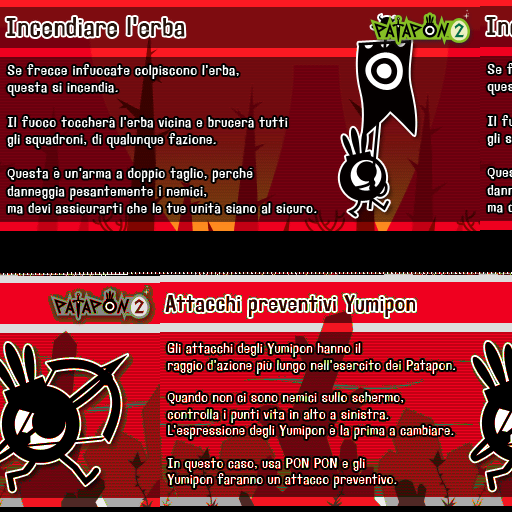 Incendiare l'erba
PATAPON 2
Se frecce infuocate colpiscono l'erba,
questa si incendia.
Il fuoco toccherà l'erba vicina e brucerà tutti
gli squadroni, di qualunque fazione.
Questa è un'arma a doppio taglio, perché
danneggia pesantemente i nemici,
ma devi assicurarti che le tue unità siano al sicuro.
PATAPON 2
Attacchi preventivi Yumipon
Gli attacchi degli Yumipon hanno il
raggio d'azione più lungo nell'esercito dei Patapon.
Quando non ci sono nemici sullo schermo,
controlla i punti vita in alto a sinistra.
L'espressione degli Yumipon è la prima a cambiare.
In questo caso, usa PON PON e gli
Yumipon faranno un attacco preventivo.